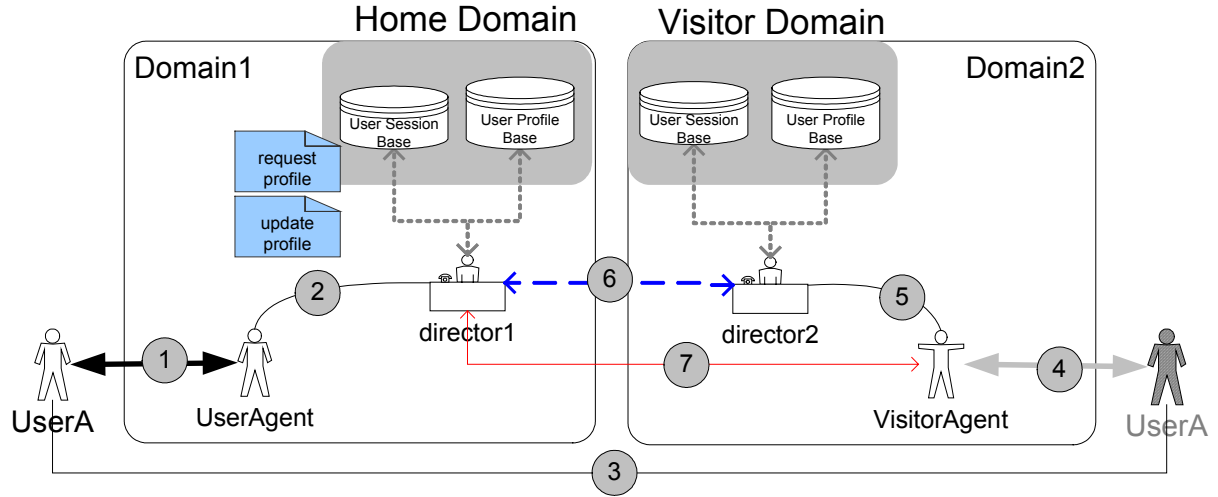 Home Domain
Visitor Domain
Domain1
Domain2
User Session
Base
User Profile
Base
User Session
Base
User Profile
Base
request
profile
update
profile
2
6
5
director1
director2
1
7
4
UserA
UserAgent
VisitorAgent
UserA
3